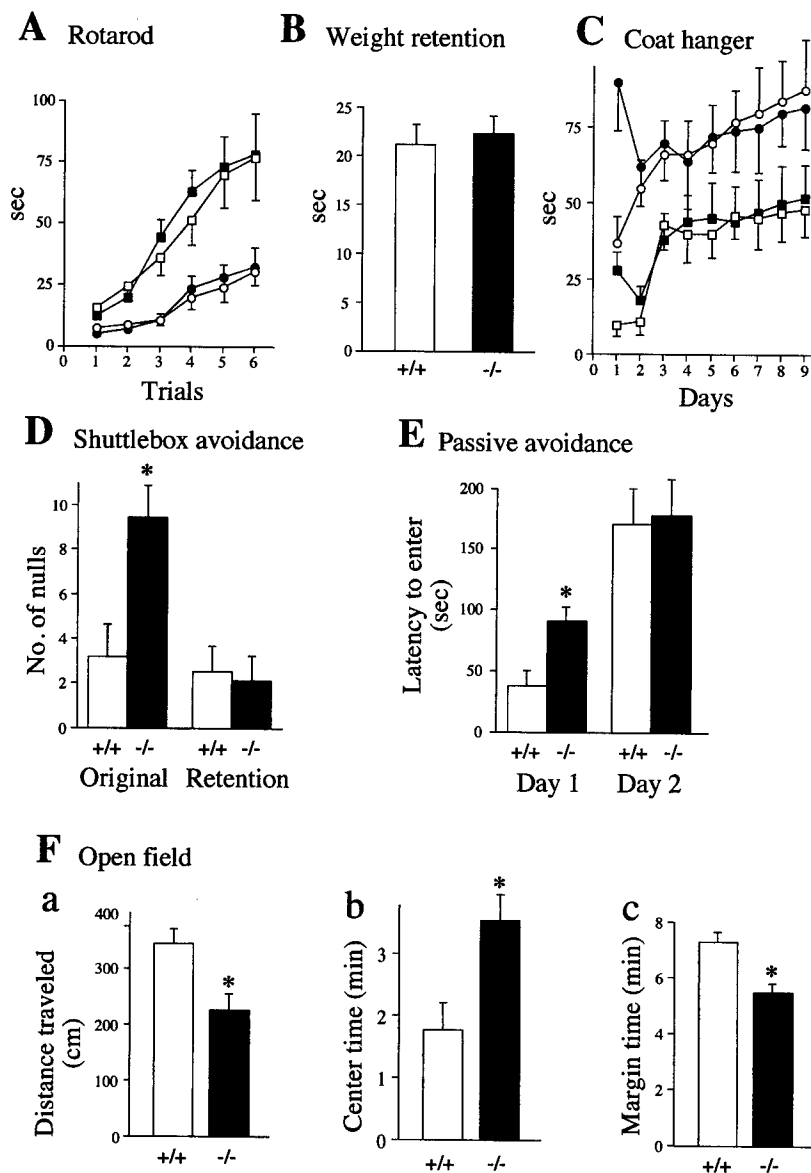 A Rotarod
100
75
50
25
0
sec
0 1 2 3 4 5 6
Trials
B Weight retention
25
20
15
10
5
0
sec
+/+ -/-
C Coat hanger
75
50
25
0
sec
0 1 2 3 4 5 6 7 8 9
Days
D Shuttlebox avoidance
10
8
6
4
2
0
No. of nulls
*
+/+ -/- +/+ -/-
Original Retention
E Passive avoidance
200
150
100
50
0
Latency to enter
(sec)
*
+/+ -/- +/+ -/-
Day 1 Day 2
F Open field
a
400
300
200
300
0
Distance traveled
(cm)
*
+/+ -/-
b
3
2
1
0
Center time (min)
*
+/+ -/-
c
8
6
4
2
0
Margin time (min)
*
+/+ -/-